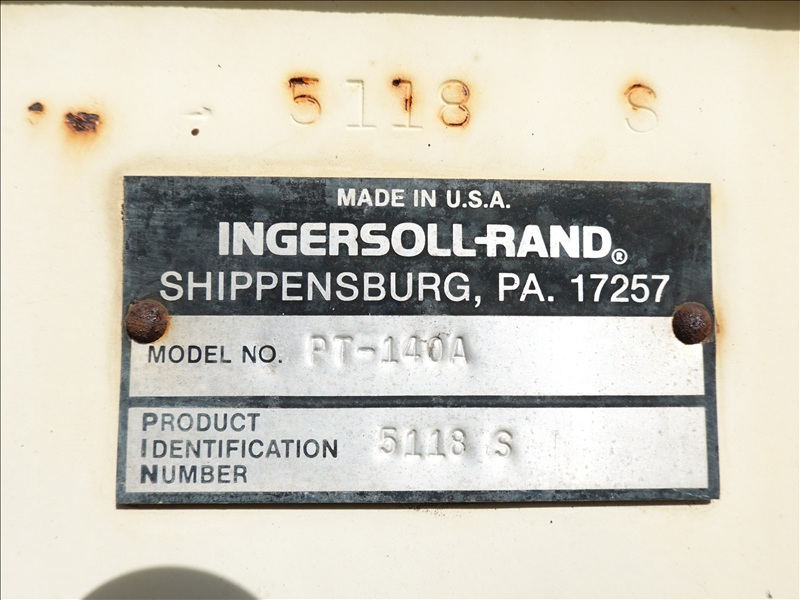 5118 S
MADE IN U.S.A.
INGERSOLL-RAND®
SHIPPENSBURG, PA. 17257
MODEL NO. PT-140A
PRODUCT
IDENTIFICATION 5118 S
NUMBER